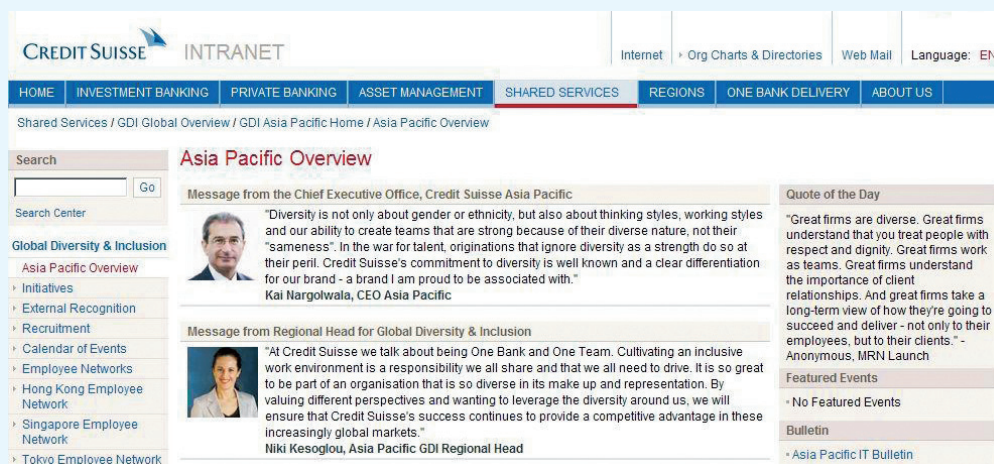 CREDIT SUISSE INTRANET
Internet Org Charts & Directories Web Mail Language: EN
HOME INVESTMENT BANKING PRIVATE BANKING ASSET MANAGEMENT SHARED SERVICES REGIONS ONE BANK DELIVERY ABOUT US
Shared Services / GDI Global Overview / GDI Asia Pacific Home / Asia Pacific Overview
Search
Go
Search Center
Global Diversity & Inclusion
Asia Pacific Overview
Initiatives
External Recognition
Recruitment
Calendar of Events
Employee Networks
Hong Kong Employee
Network
Singapore Employee
Network
Tokyo Employee Network
Asia Pacific Overview
Message from the Chief Executive Office, Credit Suisse Asia Pacific
"Diversity is not only about gender or ethnicity, but also about thinking styles, working styles
and our ability to create teams that are strong because of their diverse nature, not their
"sameness". In the war for talent, originations that ignore diversity as a strength do so at
their peril. Credit Suisse's commitment to diversity is well known and a clear differentiation
for our brand - a brand I am proud to be associated with."
Kai Nargolwala, CEO Asia Pacific
Message from Regional Head for Global Diversity & Inclusion
"At Credit Suisse we talk about being One Bank and One Team. Cultivating an inclusive
work environment is a responsibility we all share and that we all need to drive. It is so great
to be part of an organisation that is so diverse in its make up and representation. By
valuing different perspectives and wanting to leverage the diversity around us, we will
ensure that Credit Suisse's success continues to provide a competitive advantage in these
increasingly global markets."
Niki Kesoglou, Asia Pacific GDI Regional Head
Quote of the Day
"Great firms are diverse. Great firms
understand that you treat people with
respect and dignity. Great firms work
as teams. Great firms understand
the importance of client
relationships. And great firms take a
long-term view of how they're going to
succeed and deliver - not only to their
employees, but to their clients." -
Anonymous, MRN Launch
Featured Events
No Featured Events
Bulletin
Asia Pacific IT Bulletin